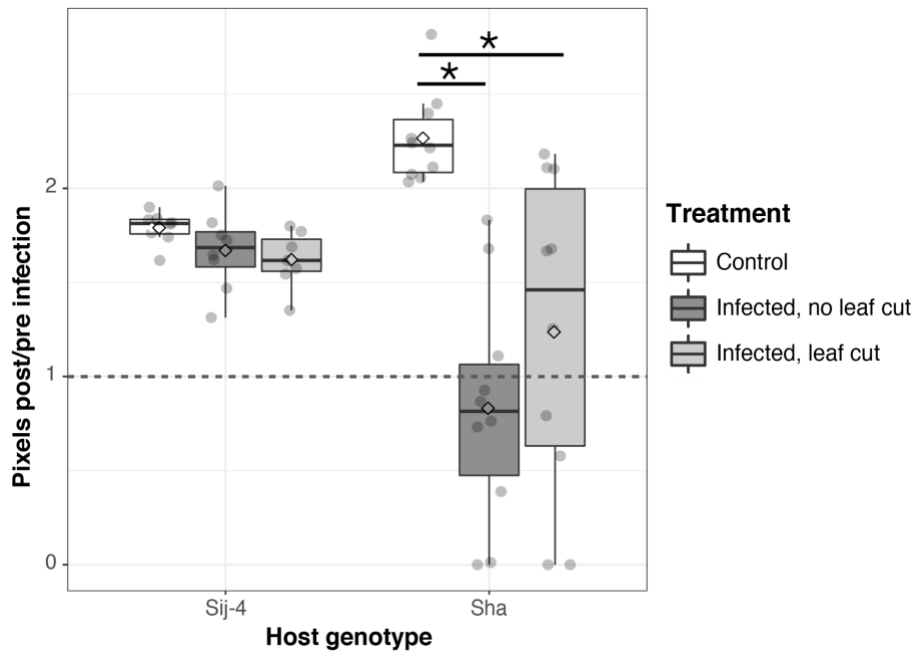 *
*
2
1
0
Pixels post/pre infection
Sij-4
Sha
Host genotype
Treatment
Control
Infected, no leaf cut
Infected, leaf cut